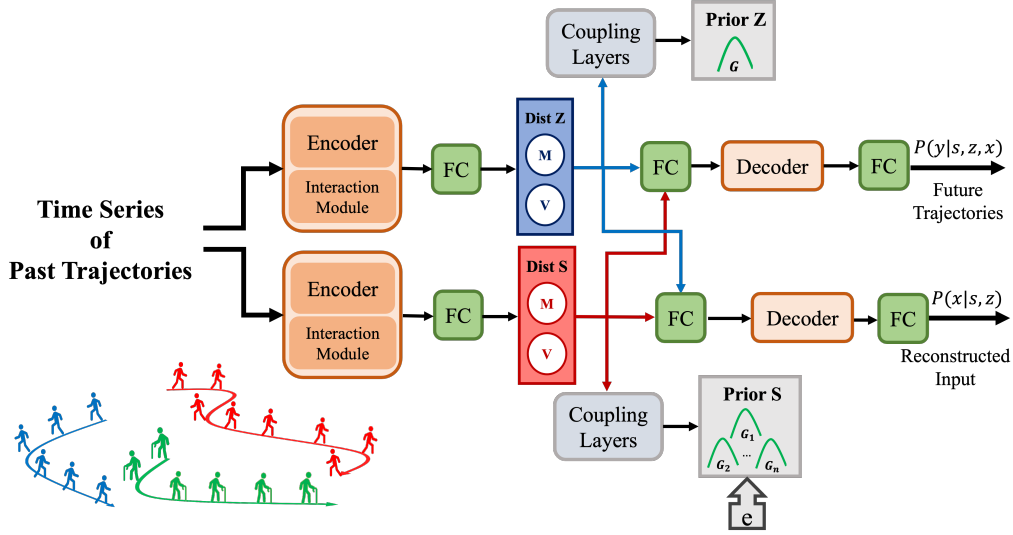 Coupling
Layers
Prior Z
G
Time Series
of
Past Trajectories
Encoder
Interaction
Module
FC
Dist Z
M
V
FC
Decoder
FC
P(y|s, z, x)
Future
Trajectories
Encoder
Interaction
Module
FC
Dist S
M
V
FC
Decoder
FC
P(x|s, z)
Reconstructed
Input
Coupling
Layers
Prior S
G₁
G₂ ... Gₙ
e